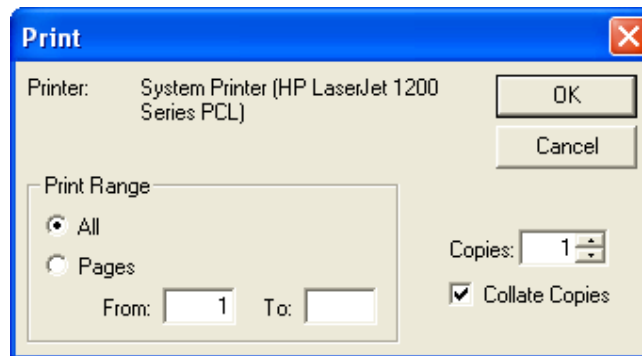 Print
Printer: System Printer (HP LaserJet 1200
Series PCL)
OK
Cancel
Print Range
All
Pages
From: 1 To:
Copies: 1
Collate Copies